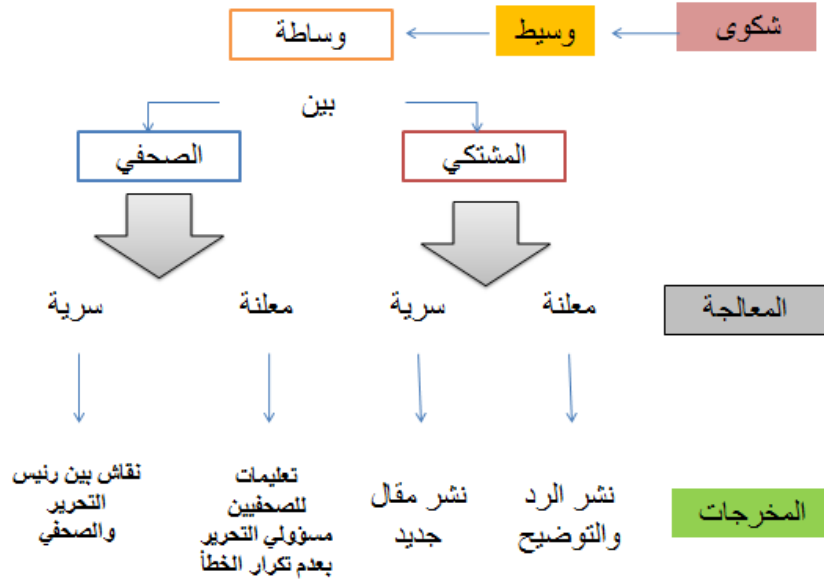 شكوى
وسيط
وساطة
بين
المشتكي
الصحفي
المعالجة
معلنة
سرية
معلنة
سرية
المخرجات
نشر الرد
والتوضيح
نشر مقال
جديد
تعليمات
للصحفيين
مسؤولي التحرير
بعدم تكرار الخطأ
نقاش بين رئيس
التحرير
والصحفي